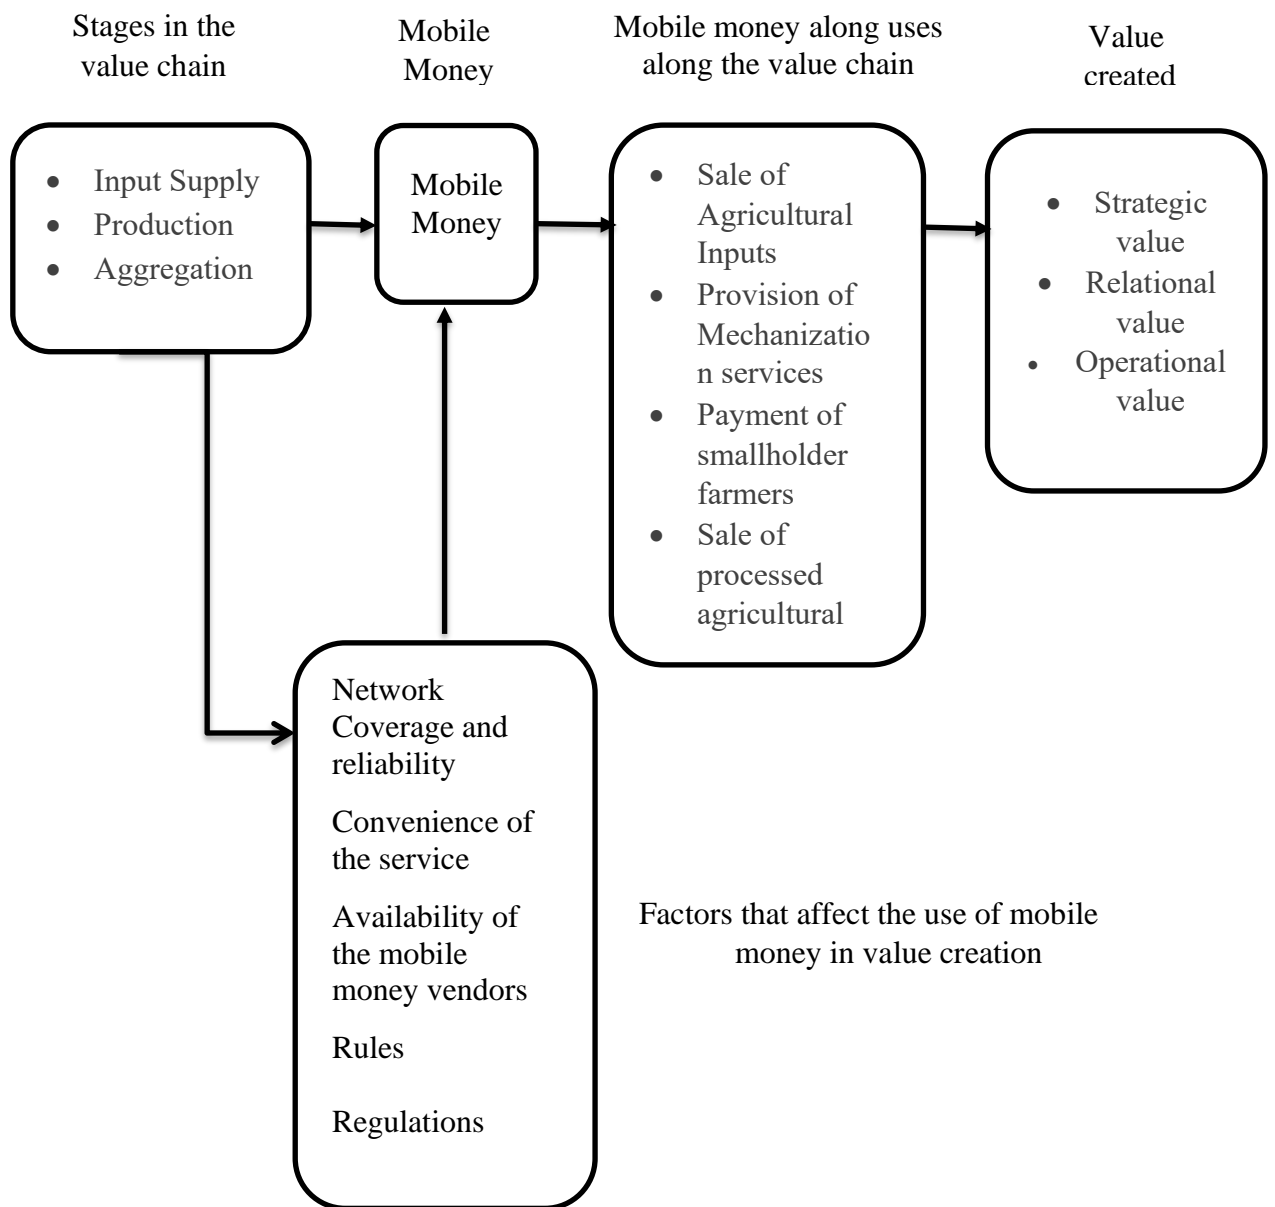 Stages in the
value chain
Mobile
Money
Mobile money along uses
along the value chain
Value
created
• Input Supply
• Production
• Aggregation
Mobile
Money
• Sale of
Agricultural
Inputs
• Provision of
Mechanizatio
n services
• Payment of
smallholder
farmers
• Sale of
processed
agricultural
• Strategic
value
• Relational
value
• Operational
value
Network
Coverage and
reliability
Convenience of
the service
Availability of
the mobile
money vendors
Rules
Regulations
Factors that affect the use of mobile
money in value creation